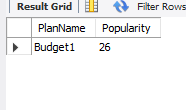 Result Grid Filter Rows
PlanName Popularity
Budget1 26